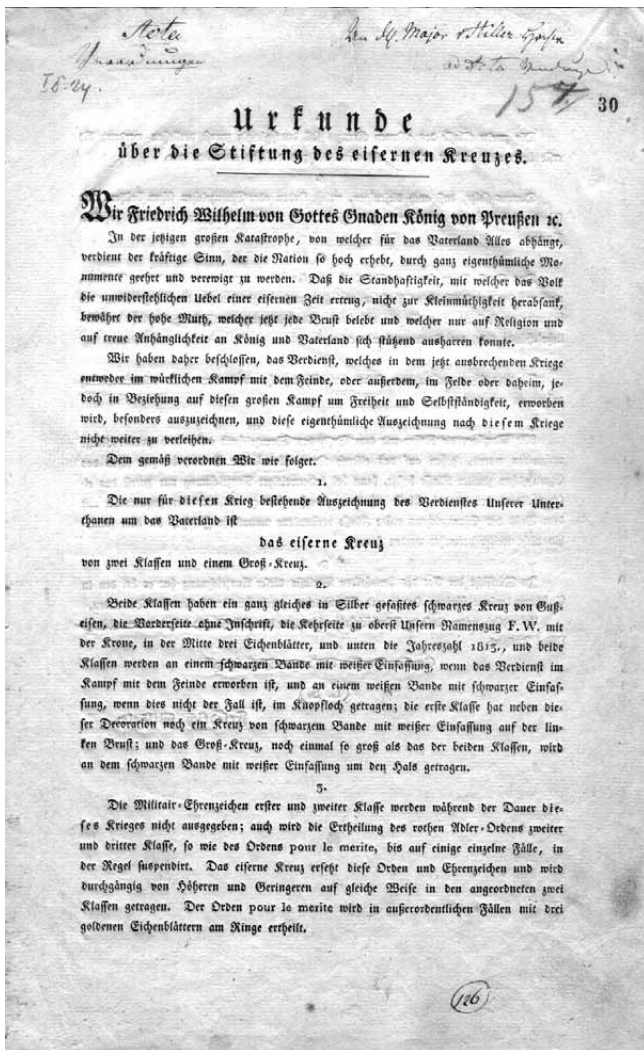 Acta
Den H. Major v Hiller
Verordnungen
I8.24.
157.
30
Urkunde
über die Stiftung des eisernen Kreuzes.
Wir Friedrich Wilhelm von Gottes Gnaden König von Preußen ꝛc.
In der jetzigen großen Katastrophe, von welcher für das Vaterland Alles abhängt,
verdient der kräftige Sinn, der die Nation so hoch erhebt, durch ganz eigenthümliche Mo-
numente geehrt und verewigt zu werden. Daß die Standhaftigkeit, mit welcher das Volk
die unwiderstehlichen Uebel einer eisernen Zeit ertrug, nicht zur Kleinmüthigkeit herabsank,
bewährt der hohe Muth, welcher jetzt jede Brust belebt und welcher nur auf Religion und
auf treue Anhänglichkeit an König und Vaterland sich stützend ausharren konnte.
Wir haben daher beschlossen, das Verdienst, welches in dem jetzt ausbrechenden Kriege
entweder im würklichen Kampf mit dem Feinde, oder außerdem, im Felde oder daheim, je-
doch in Beziehung auf diesen großen Kampf um Freiheit und Selbstständigkeit, erworben
wird, besonders auszuzeichnen, und diese eigenthümliche Auszeichnung nach diesem Kriege
nicht weiter zu verleihen.
Dem gemäß verordnen Wir wie folget.
1.
Die nur für diesen Krieg bestehende Auszeichnung des Verdienstes Unserer Unter-
thanen um das Vaterland ist
das eiserne Kreuz
von zwei Klassen und einem Groß-Kreuz.
2.
Beide Klassen haben ein ganz gleiches in Silber gefaßtes schwarzes Kreuz von Guß-
eisen, die Vorderseite ohne Inschrift, die Kehrseite zu oberst Unsern Namenszug F. W. mit
der Krone, in der Mitte drei Eichenblätter, und unten die Jahreszahl 1813., und beide
Klassen werden an einem schwarzen Bande mit weißer Einfassung, wenn das Verdienst im
Kampf mit dem Feinde erworben ist, und an einem weißen Bande mit schwarzer Einfas-
sung, wenn dies nicht der Fall ist, im Knopfloch getragen; die erste Klasse hat neben die-
ser Decoration noch ein Kreuz von schwarzem Bande mit weißer Einfassung auf der lin-
ken Brust; und das Groß-Kreuz, noch einmal so groß als das der beiden Klassen, wird
an dem schwarzen Bande mit weißer Einfassung um den Hals getragen.
3.
Die Militair-Ehrenzeichen erster und zweiter Klasse werden während der Dauer die-
ses Krieges nicht ausgegeben; auch wird die Ertheilung des rothen Adler-Ordens zweiter
und dritter Klasse, so wie des Ordens pour le merite, bis auf einige einzelne Fälle, in
der Regel suspendirt. Das eiserne Kreuz ersetzt diese Orden und Ehrenzeichen und wird
durchgängig von Höheren und Geringeren auf gleiche Weise in den angeordneten zwei
Klassen getragen. Der Orden pour le merite wird in außerordentlichen Fällen mit drei
goldenen Eichenblättern am Ringe ertheilt.
126